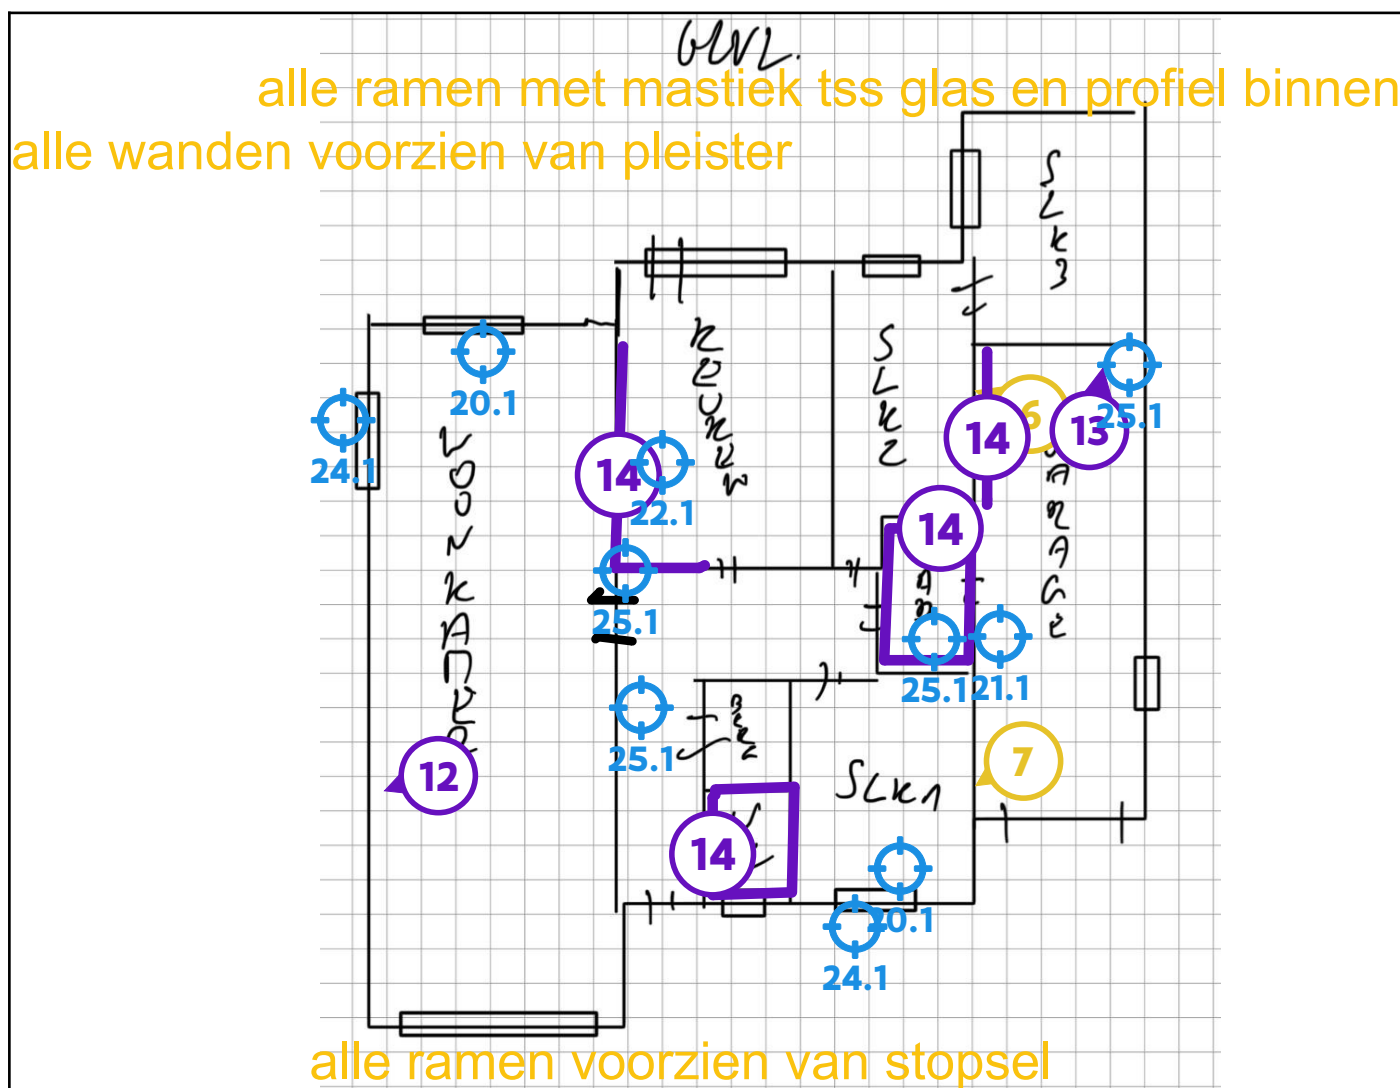 GLVL.
alle ramen met mastiek tss glas en profiel binnen
alle wanden voorzien van pleister
SLK3
KEUKEN
SLK2
20.1
24.1
WOONKAMER
14
22.1
14
6
13
25.1
GARAGE
14
25.1
25.1
21.1
25.1
12
7
SLK1
14
20.1
24.1
alle ramen voorzien van stopsel